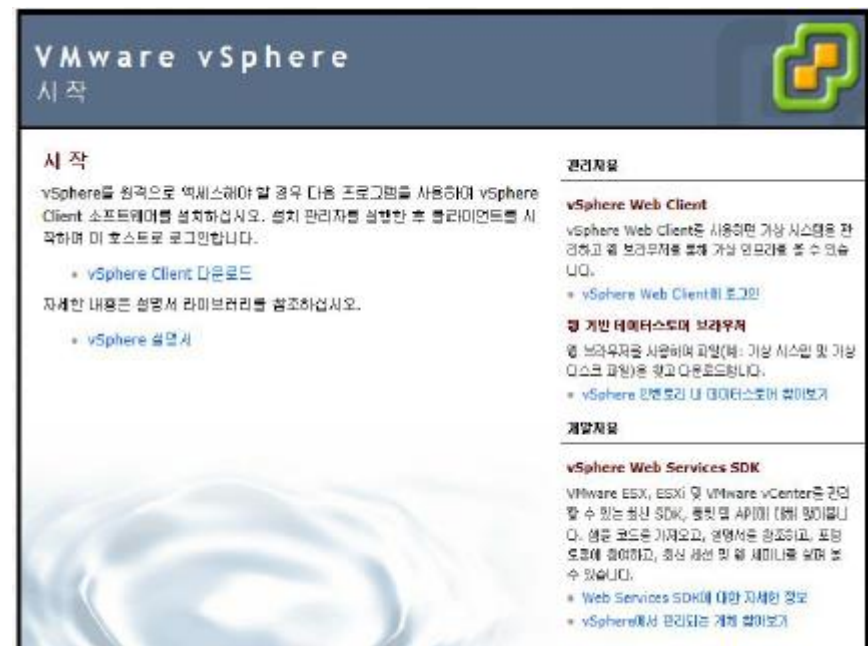 VMware vSphere
시작
시작
vSphere를 원격으로 액세스해야 할 경우 다음 프로그램을 사용하여 vSphere
Client 소프트웨어를 설치하십시오. 설치 관리자를 실행한 후 클라이언트를 시
작하여 이 호스트로 로그인합니다.
vSphere Client 다운로드
자세한 내용은 설명서 라이브러리를 참조하십시오.
vSphere 설명서
관리자용
vSphere Web Client
vSphere Web Client를 사용하면 가상 시스템을 관
리하고 웹 브라우저를 통해 가상 인프라를 볼 수 있습
니다.
vSphere Web Client에 로그인
웹 기반 데이터스토어 브라우저
웹 브라우저를 사용하여 파일(예: 가상 시스템 및 가상
디스크 파일)을 찾고 다운로드합니다.
vSphere 인벤토리 내 데이터스토어 찾아보기
개발자용
vSphere Web Services SDK
VMware ESX, ESXi 및 VMware vCenter를 관리
할 수 있는 최신 SDK, 툴킷 및 API에 대해 알아봅니
다. 샘플 코드를 가져오고, 설명서를 참조하고, 포럼
토론에 참여하고, 최신 세션 및 웹 세미나를 살펴 볼
수 있습니다.
Web Services SDK에 대한 자세한 정보
vSphere에서 관리되는 개체 찾아보기